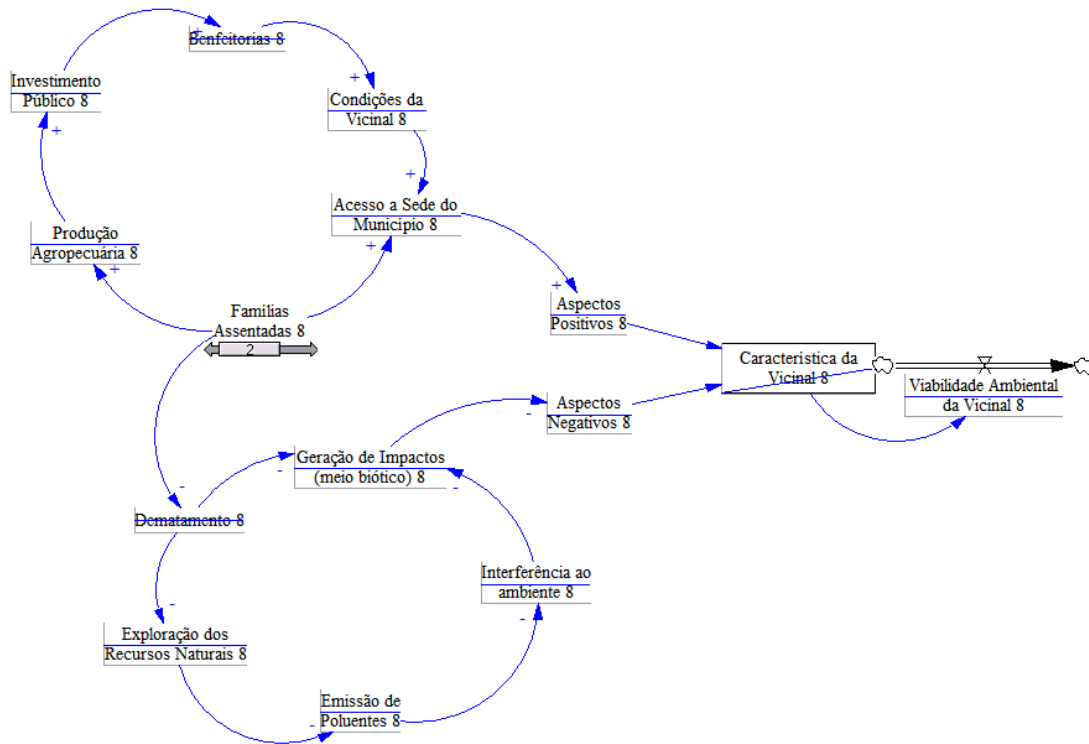 Benfeitorias 8
Investimento
Público 8
Condições da
Vicinal 8
Acesso a Sede do
Município 8
Produção
Agropecuária 8
Famílias
Assentadas 8
2
Aspectos
Positivos 8
Característica da
Vicinal 8
Viabilidade Ambiental
da Vicinal 8
Aspectos
Negativos 8
Geração de Impactos
(meio biótico) 8
Dematamento 8
Interferência ao
ambiente 8
Exploração dos
Recursos Naturais 8
Emissão de
Poluentes 8
+
+
+
+
+
+
+
-
-
-
-
-
-
-